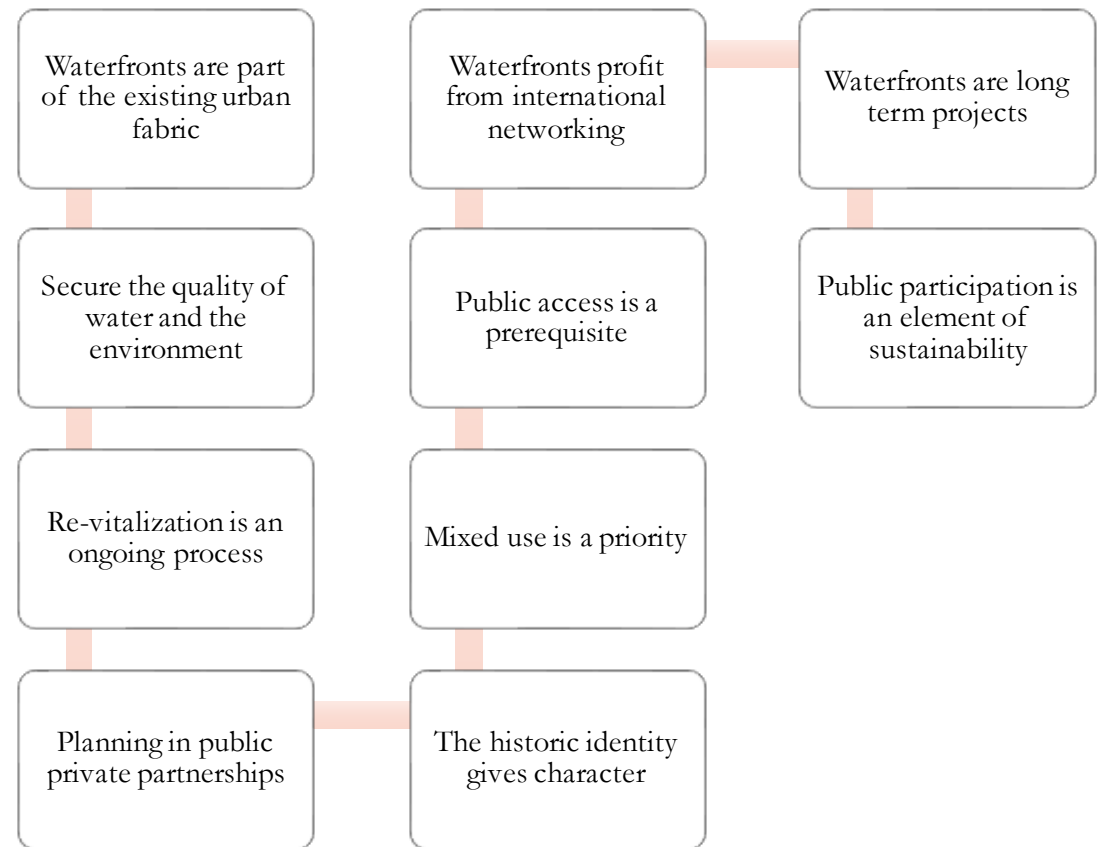 Waterfronts are part
of the existing urban
fabric
Secure the quality of
water and the
environment
Re-vitalization is an
ongoing process
Planning in public
private partnerships
The historic identity
gives character
Mixed use is a priority
Public access is a
prerequisite
Waterfronts profit
from international
networking
Waterfronts are long
term projects
Public participation is
an element of
sustainability